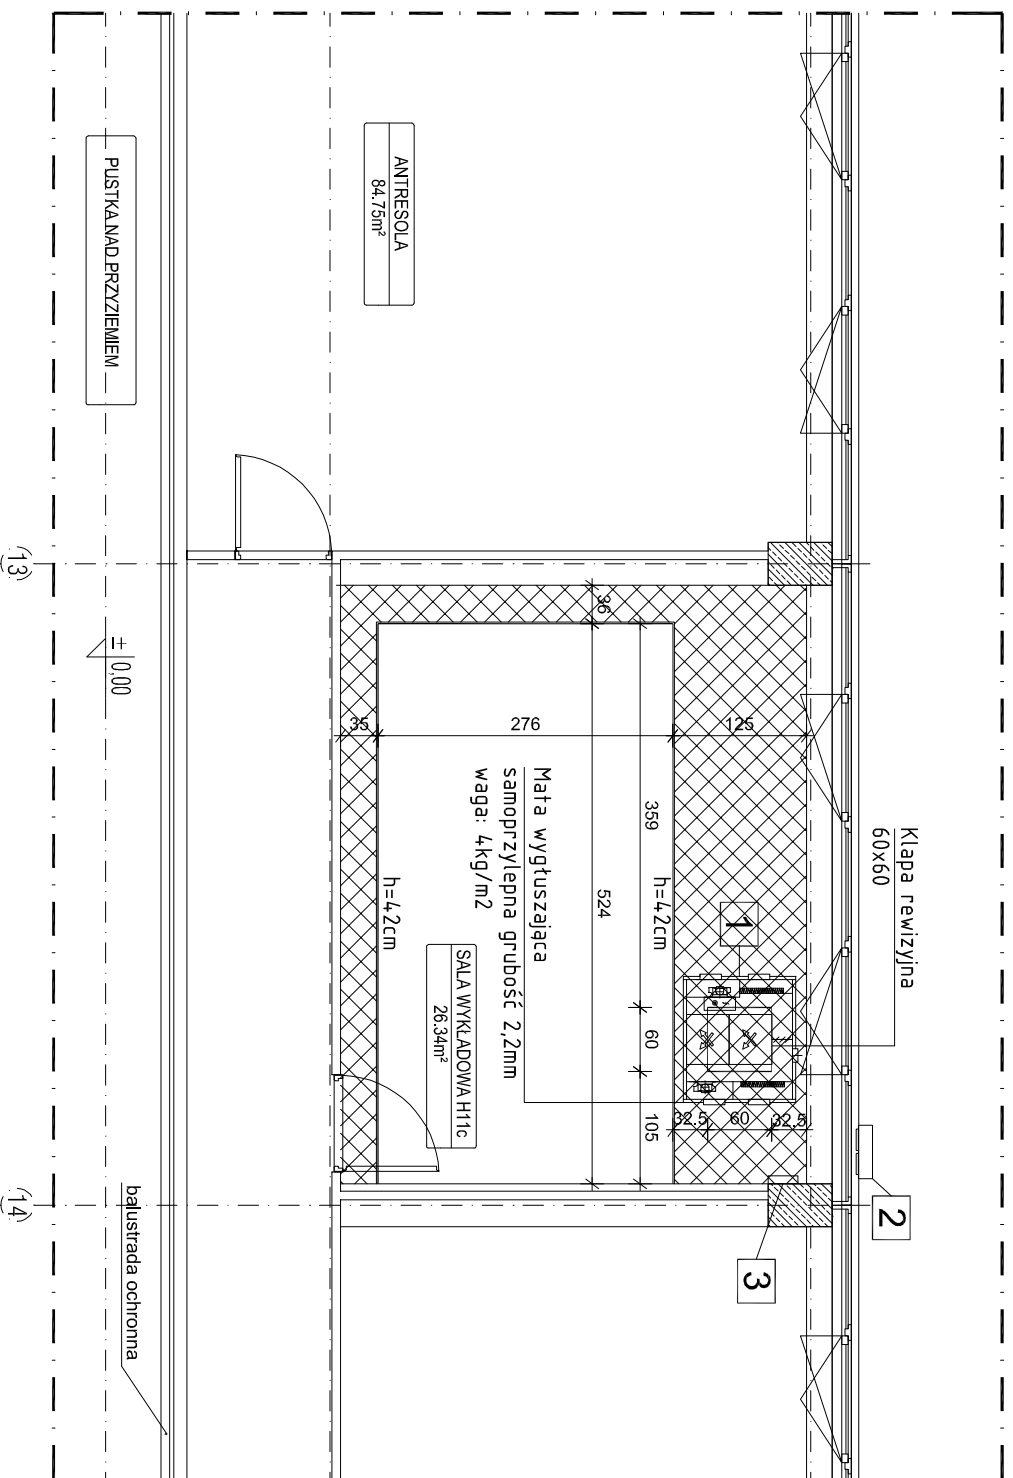 Klapa rewizyjna
60x60
2
3
1
ANTRESOLA
84.75m²
PUSTKA NAD PRZYZIEMIEM
36
35
276
125
359
524
60
105
32.5
60
32.5
h=42cm
h=42cm
Mata wygłuszająca
samoprzylepna grubość 2,2mm
waga: 4kg/m2
SALA WYKŁADOWA H11c
26.34m²
± 0,00
balustrada ochronna
13
14